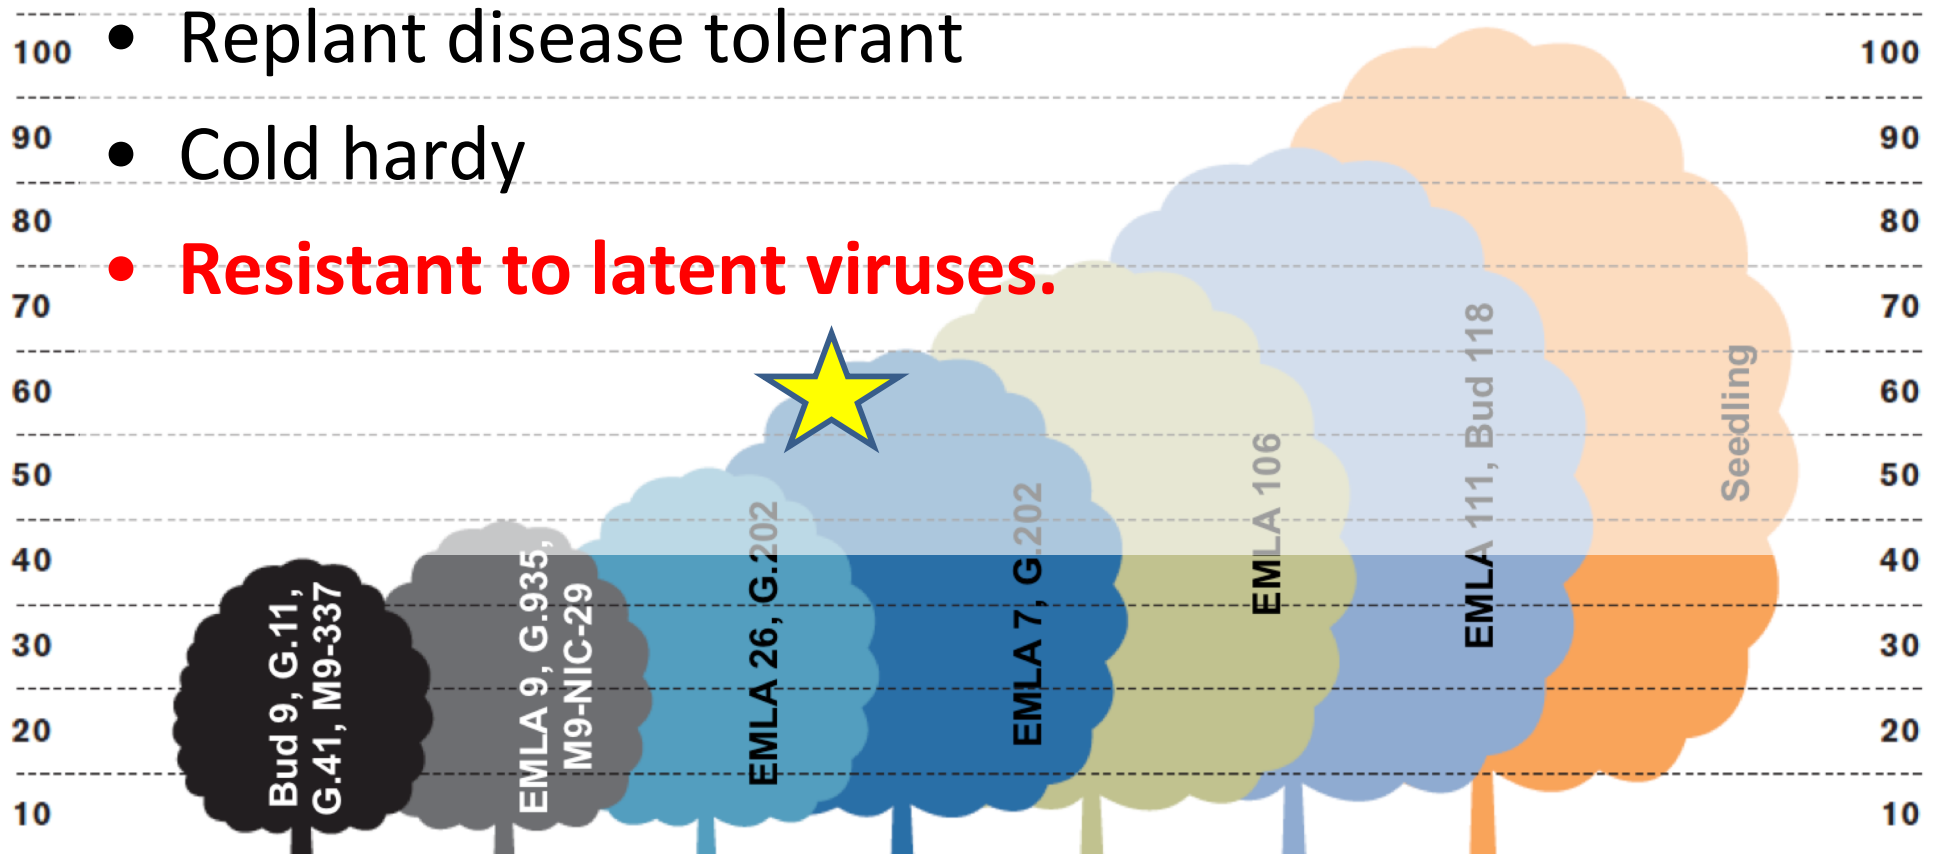 • Replant disease tolerant
• Cold hardy
• Resistant to latent viruses.
100
90
80
70
60
50
40
30
20
10
Bud 9, G.11,
G.41, M9-337
EMLA 9, G.935,
M9-NIC-29
EMLA 26, G.202
EMLA 7, G.202
EMLA 106
EMLA 111, Bud 118
Seedling
100
90
80
70
60
50
40
30
20
10